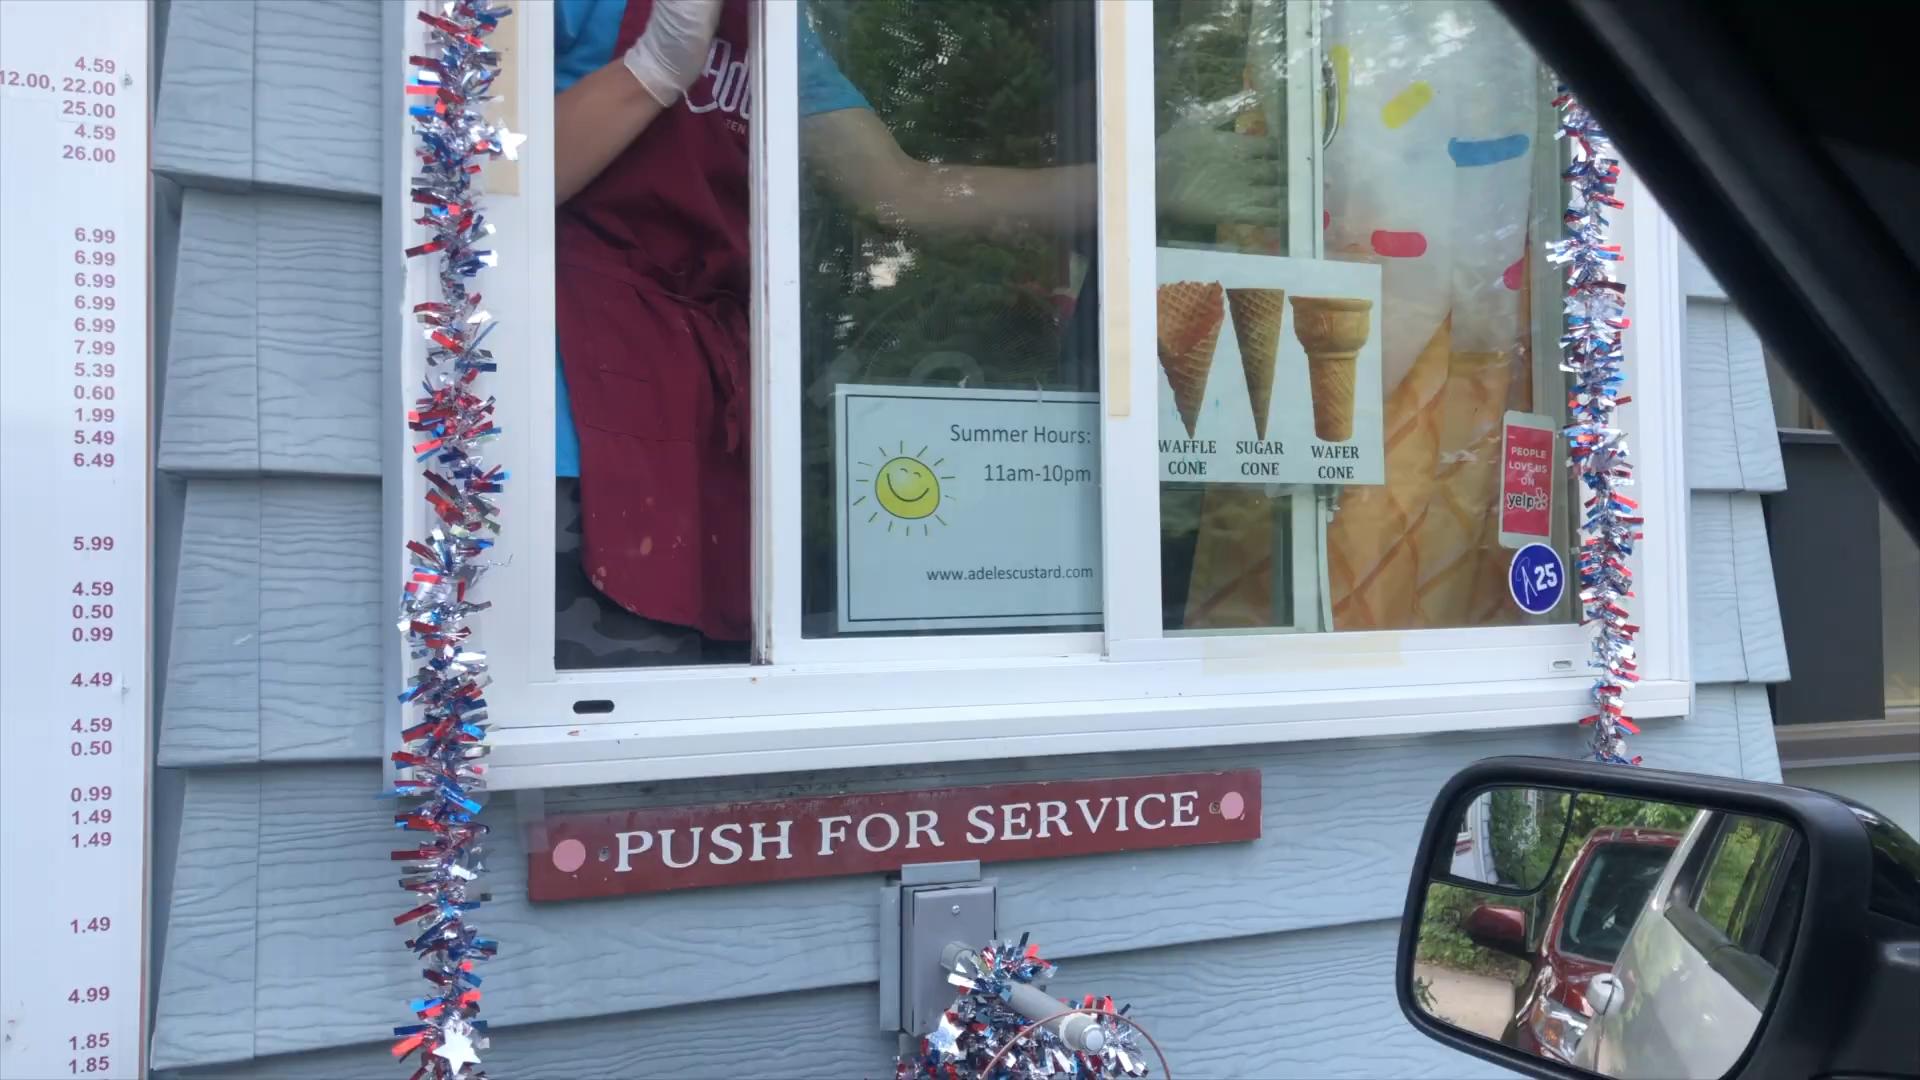 4.59
12.00, 22.00
25.00
4.59
26.00
6.99
6.99
6.99
6.99
6.99
7.99
5.39
0.60
1.99
5.49
6.49
5.99
4.59
0.50
0.99
4.49
4.59
0.50
0.99
1.49
1.49
1.49
4.99
1.85
1.85
Summer Hours:
11am-10pm
www.adelescustard.com
WAFFLE CONE
SUGAR CONE
WAFER CONE
PEOPLE
LOVE US
ON
yelp
R25
PUSH FOR SERVICE